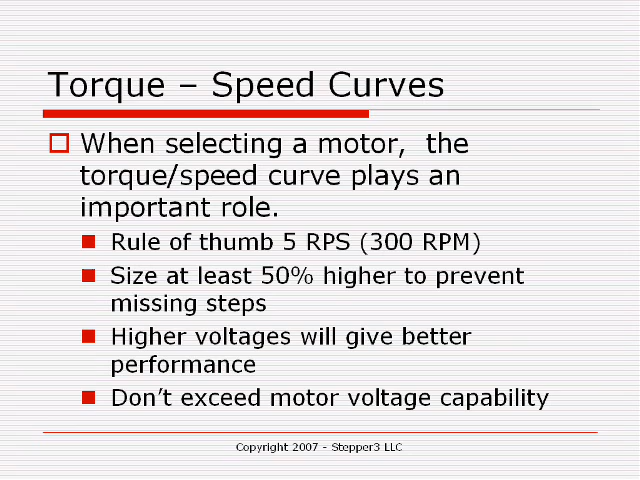 Torque – Speed Curves
When selecting a motor,  the
torque/speed curve plays an
important role.
Rule of thumb 5 RPS (300 RPM)
Size at least 50% higher to prevent
missing steps
Higher voltages will give better
performance
Don’t exceed motor voltage capability
Copyright 2007 - Stepper3 LLC